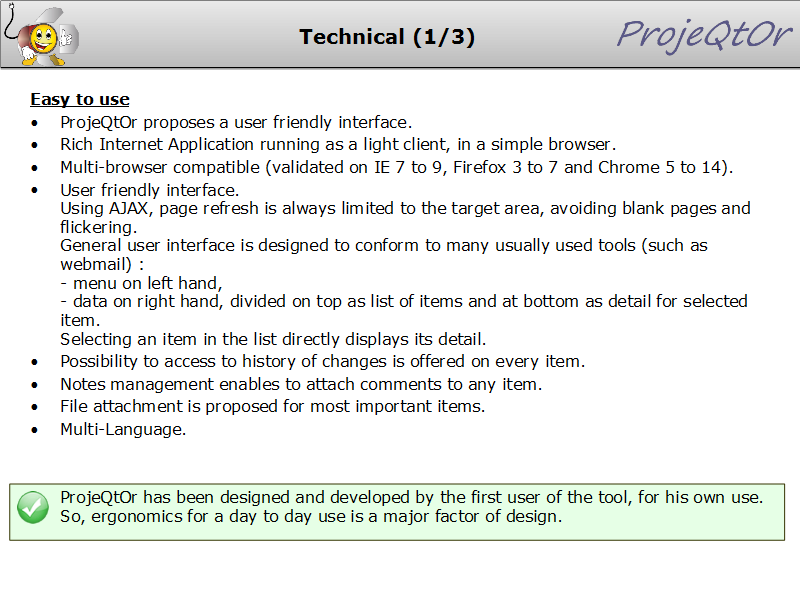 Technical (1/3)
ProjeQtOr
Easy to use
• ProjeQtOr proposes a user friendly interface.
• Rich Internet Application running as a light client, in a simple browser.
• Multi-browser compatible (validated on IE 7 to 9, Firefox 3 to 7 and Chrome 5 to 14).
• User friendly interface.
Using AJAX, page refresh is always limited to the target area, avoiding blank pages and
flickering.
General user interface is designed to conform to many usually used tools (such as
webmail) :
- menu on left hand,
- data on right hand, divided on top as list of items and at bottom as detail for selected
item.
Selecting an item in the list directly displays its detail.
• Possibility to access to history of changes is offered on every item.
• Notes management enables to attach comments to any item.
• File attachment is proposed for most important items.
• Multi-Language.
ProjeQtOr has been designed and developed by the first user of the tool, for his own use.
So, ergonomics for a day to day use is a major factor of design.